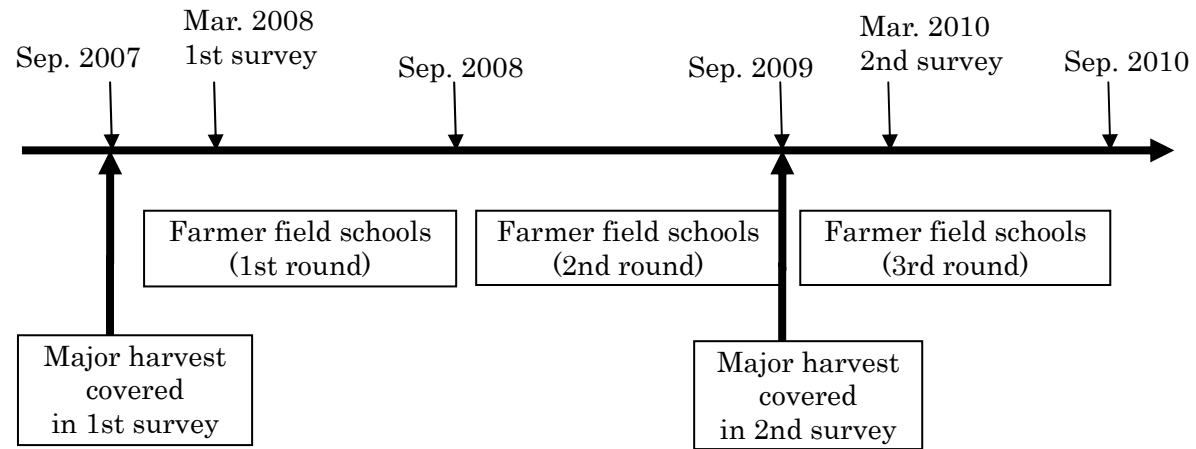 Sep. 2007
Mar. 2008
1st survey
Sep. 2008
Sep. 2009
Mar. 2010
2nd survey
Sep. 2010
Farmer field schools
(1st round)
Farmer field schools
(2nd round)
Farmer field schools
(3rd round)
Major harvest
covered
in 1st survey
Major harvest
covered
in 2nd survey